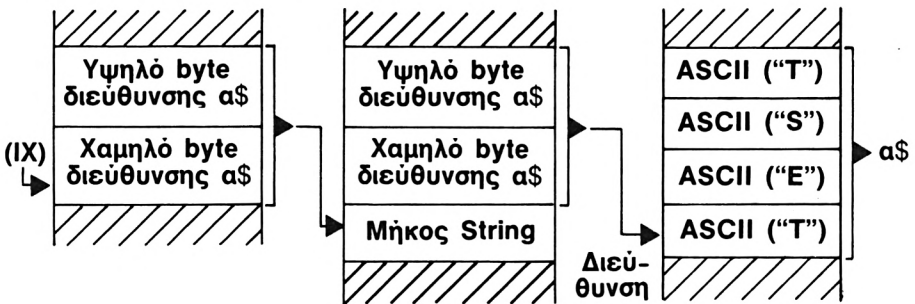 (IX)
Υψηλό byte
διεύθυνσης α$
Χαμηλό byte
διεύθυνσης α$
Υψηλό byte
διεύθυνσης α$
Χαμηλό byte
διεύθυνσης α$
Μήκος String
Διεύ-
θυνση
ASCII (“T”)
ASCII (“S”)
ASCII (“E”)
ASCII (“T”)
α$